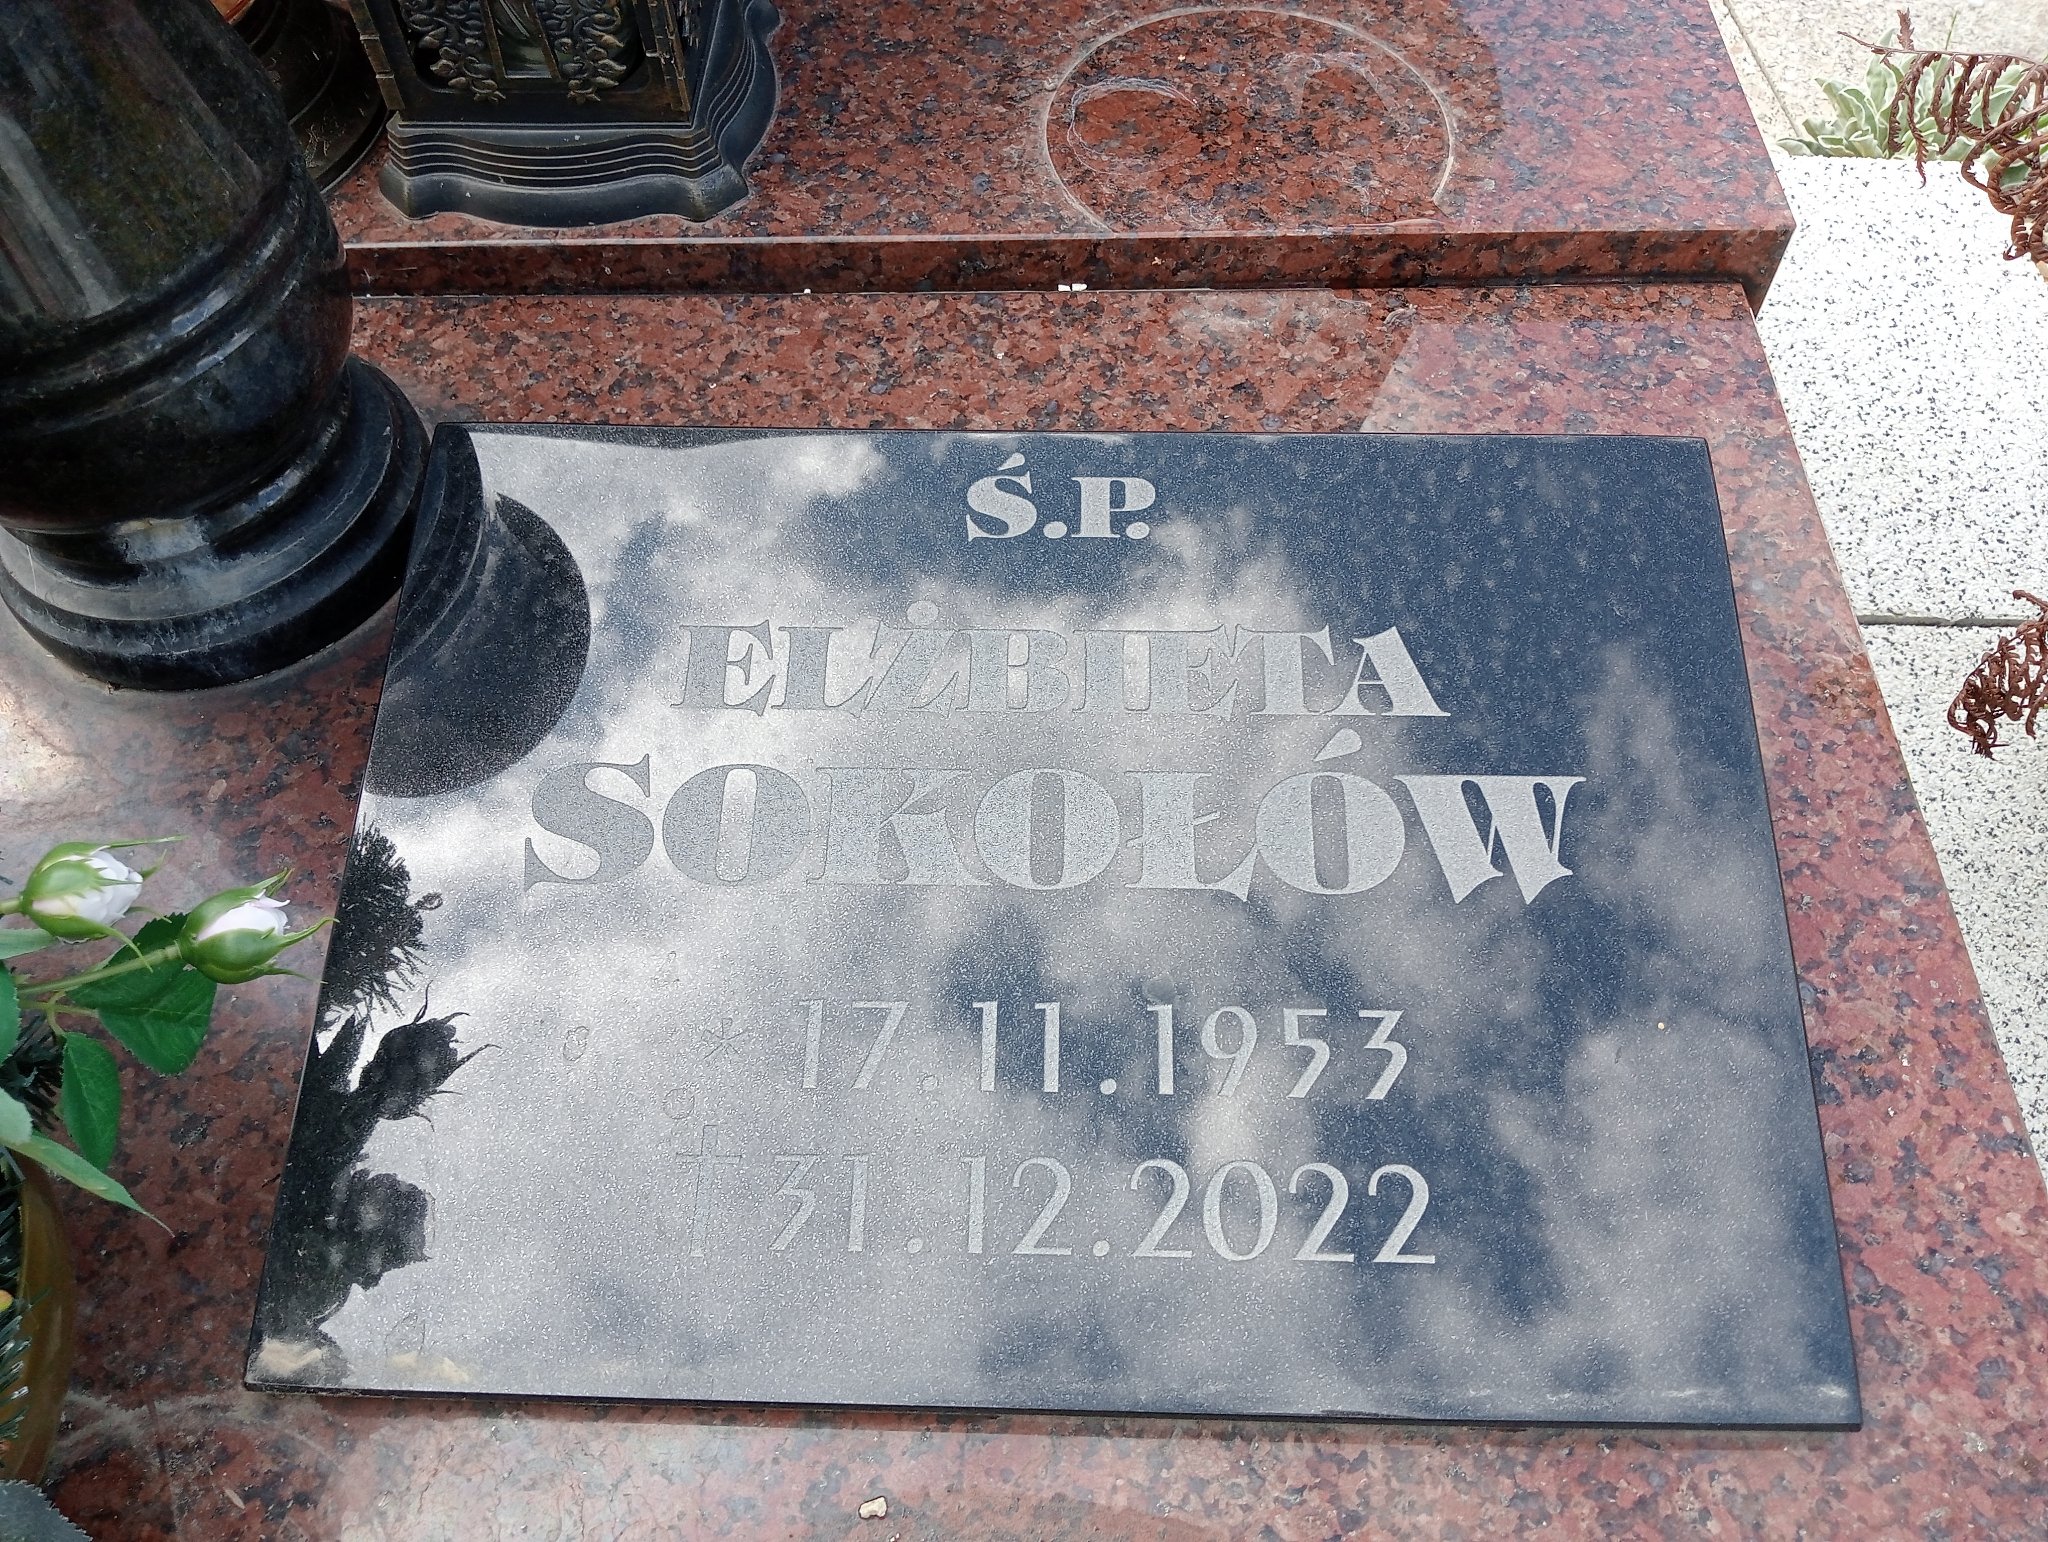 Ś.P.
ELŻBIETA
SOKOŁÓW
* 17.11.1953
† 31.12.2022